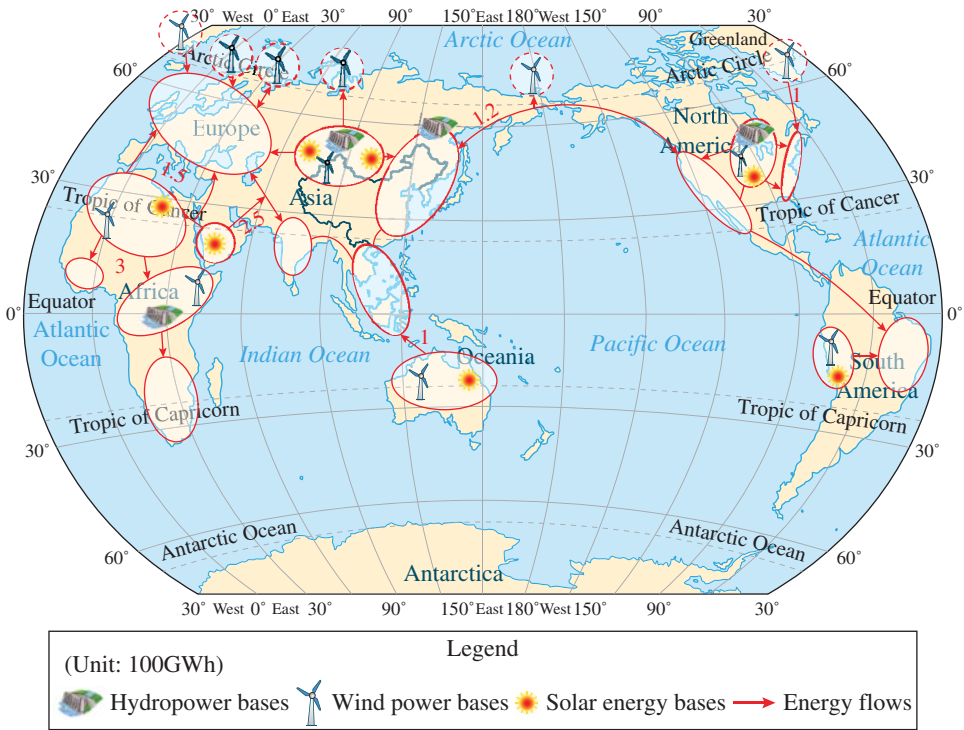 30° West 0° East 30° 90° 150° East 180° West 150° 90° 30°
Arctic Ocean
Greenland
Arctic Circle
Arctic Circle
60°
60°
1
1.2
Europe
North
America
1.5
Asia
30°
30°
Tropic of Cancer
Tropic of Cancer
2.5
Atlantic
Ocean
3
Africa
Equator
Equator
0°
0°
Atlantic
Ocean
Indian Ocean
1
Oceania
Pacific Ocean
South
America
Tropic of Capricorn
Tropic of Capricorn
30°
30°
Antarctic Ocean
Antarctic Ocean
60°
60°
Antarctica
30° West 0° East 30° 90° 150° East 180° West 150° 90° 30°
Legend
(Unit: 100GWh)
Hydropower bases Wind power bases Solar energy bases Energy flows